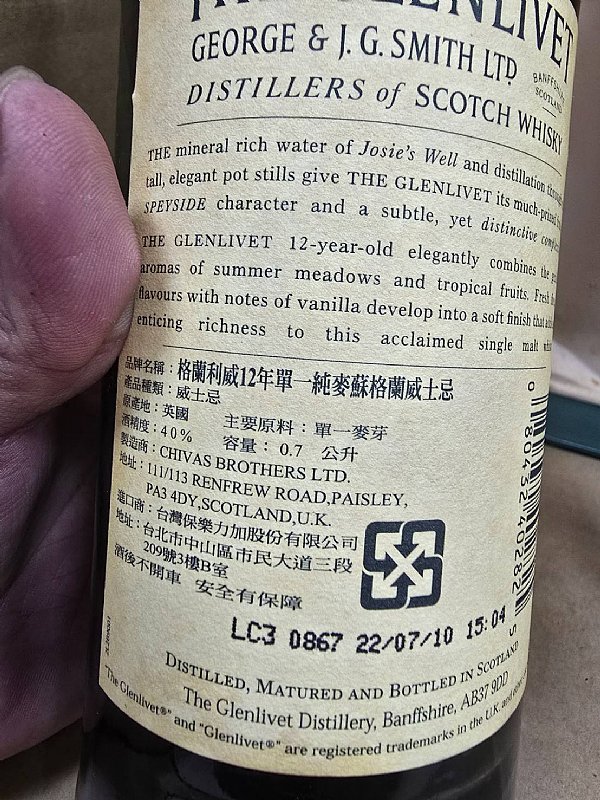 THE GLENLIVET
GEORGE & J. G. SMITH LTD
BANFFSHIRE
SCOTLAND
DISTILLERS of SCOTCH WHISKY
THE mineral rich water of Josie's Well and distillation through
tall, elegant pot stills give THE GLENLIVET its much-prized
SPEYSIDE character and a subtle, yet distinctive
THE GLENLIVET 12-year-old elegantly combines the
aromas of summer meadows and tropical fruits. Fresh
flavours with notes of vanilla develop into a soft finish that
enticing richness to this acclaimed single malt
品牌名稱：格蘭利威12年單一純麥蘇格蘭威士忌
產品種類：威士忌
原產地：英國 主要原料：單一麥芽
酒精度：40% 容量：0.7 公升
製造商：CHIVAS BROTHERS LTD.
地址：111/113 RENFREW ROAD,PAISLEY,
PA3 4DY,SCOTLAND,U.K.
進口商：台灣保樂力加股份有限公司
地址：台北市中山區市民大道三段
209號3樓B室
酒後不開車 安全有保障
0 80432 40282 5
LC3 0867 22/07/10 15:04
DISTILLED, MATURED AND BOTTLED IN SCOTLAND
The Glenlivet Distillery, Banffshire, AB37 9DD
"The Glenlivet®" and "Glenlivet®" are registered trademarks in the U.K. and